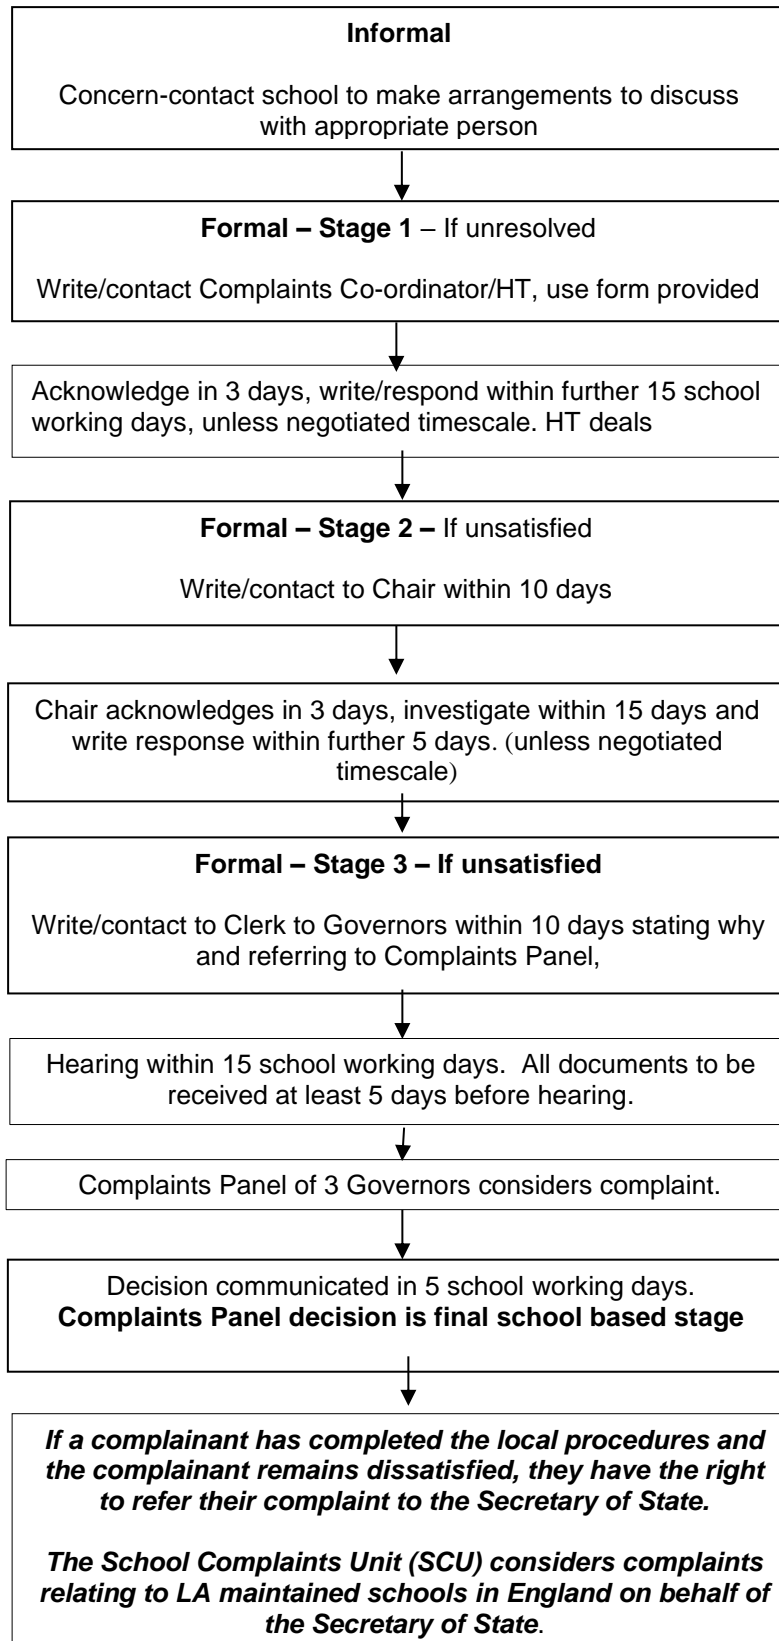 Informal
Concern-contact school to make arrangements to discuss
with appropriate person
Formal – Stage 1 – If unresolved
Write/contact Complaints Co-ordinator/HT, use form provided
Acknowledge in 3 days, write/respond within further 15 school
working days, unless negotiated timescale. HT deals
Formal – Stage 2 – If unsatisfied
Write/contact to Chair within 10 days
Chair acknowledges in 3 days, investigate within 15 days and
write response within further 5 days. (unless negotiated
timescale)
Formal – Stage 3 – If unsatisfied
Write/contact to Clerk to Governors within 10 days stating why
and referring to Complaints Panel,
Hearing within 15 school working days.  All documents to be
received at least 5 days before hearing.
Complaints Panel of 3 Governors considers complaint.
Decision communicated in 5 school working days.
Complaints Panel decision is final school based stage
If a complainant has completed the local procedures and
the complainant remains dissatisfied, they have the right
to refer their complaint to the Secretary of State.
The School Complaints Unit (SCU) considers complaints
relating to LA maintained schools in England on behalf of
the Secretary of State.